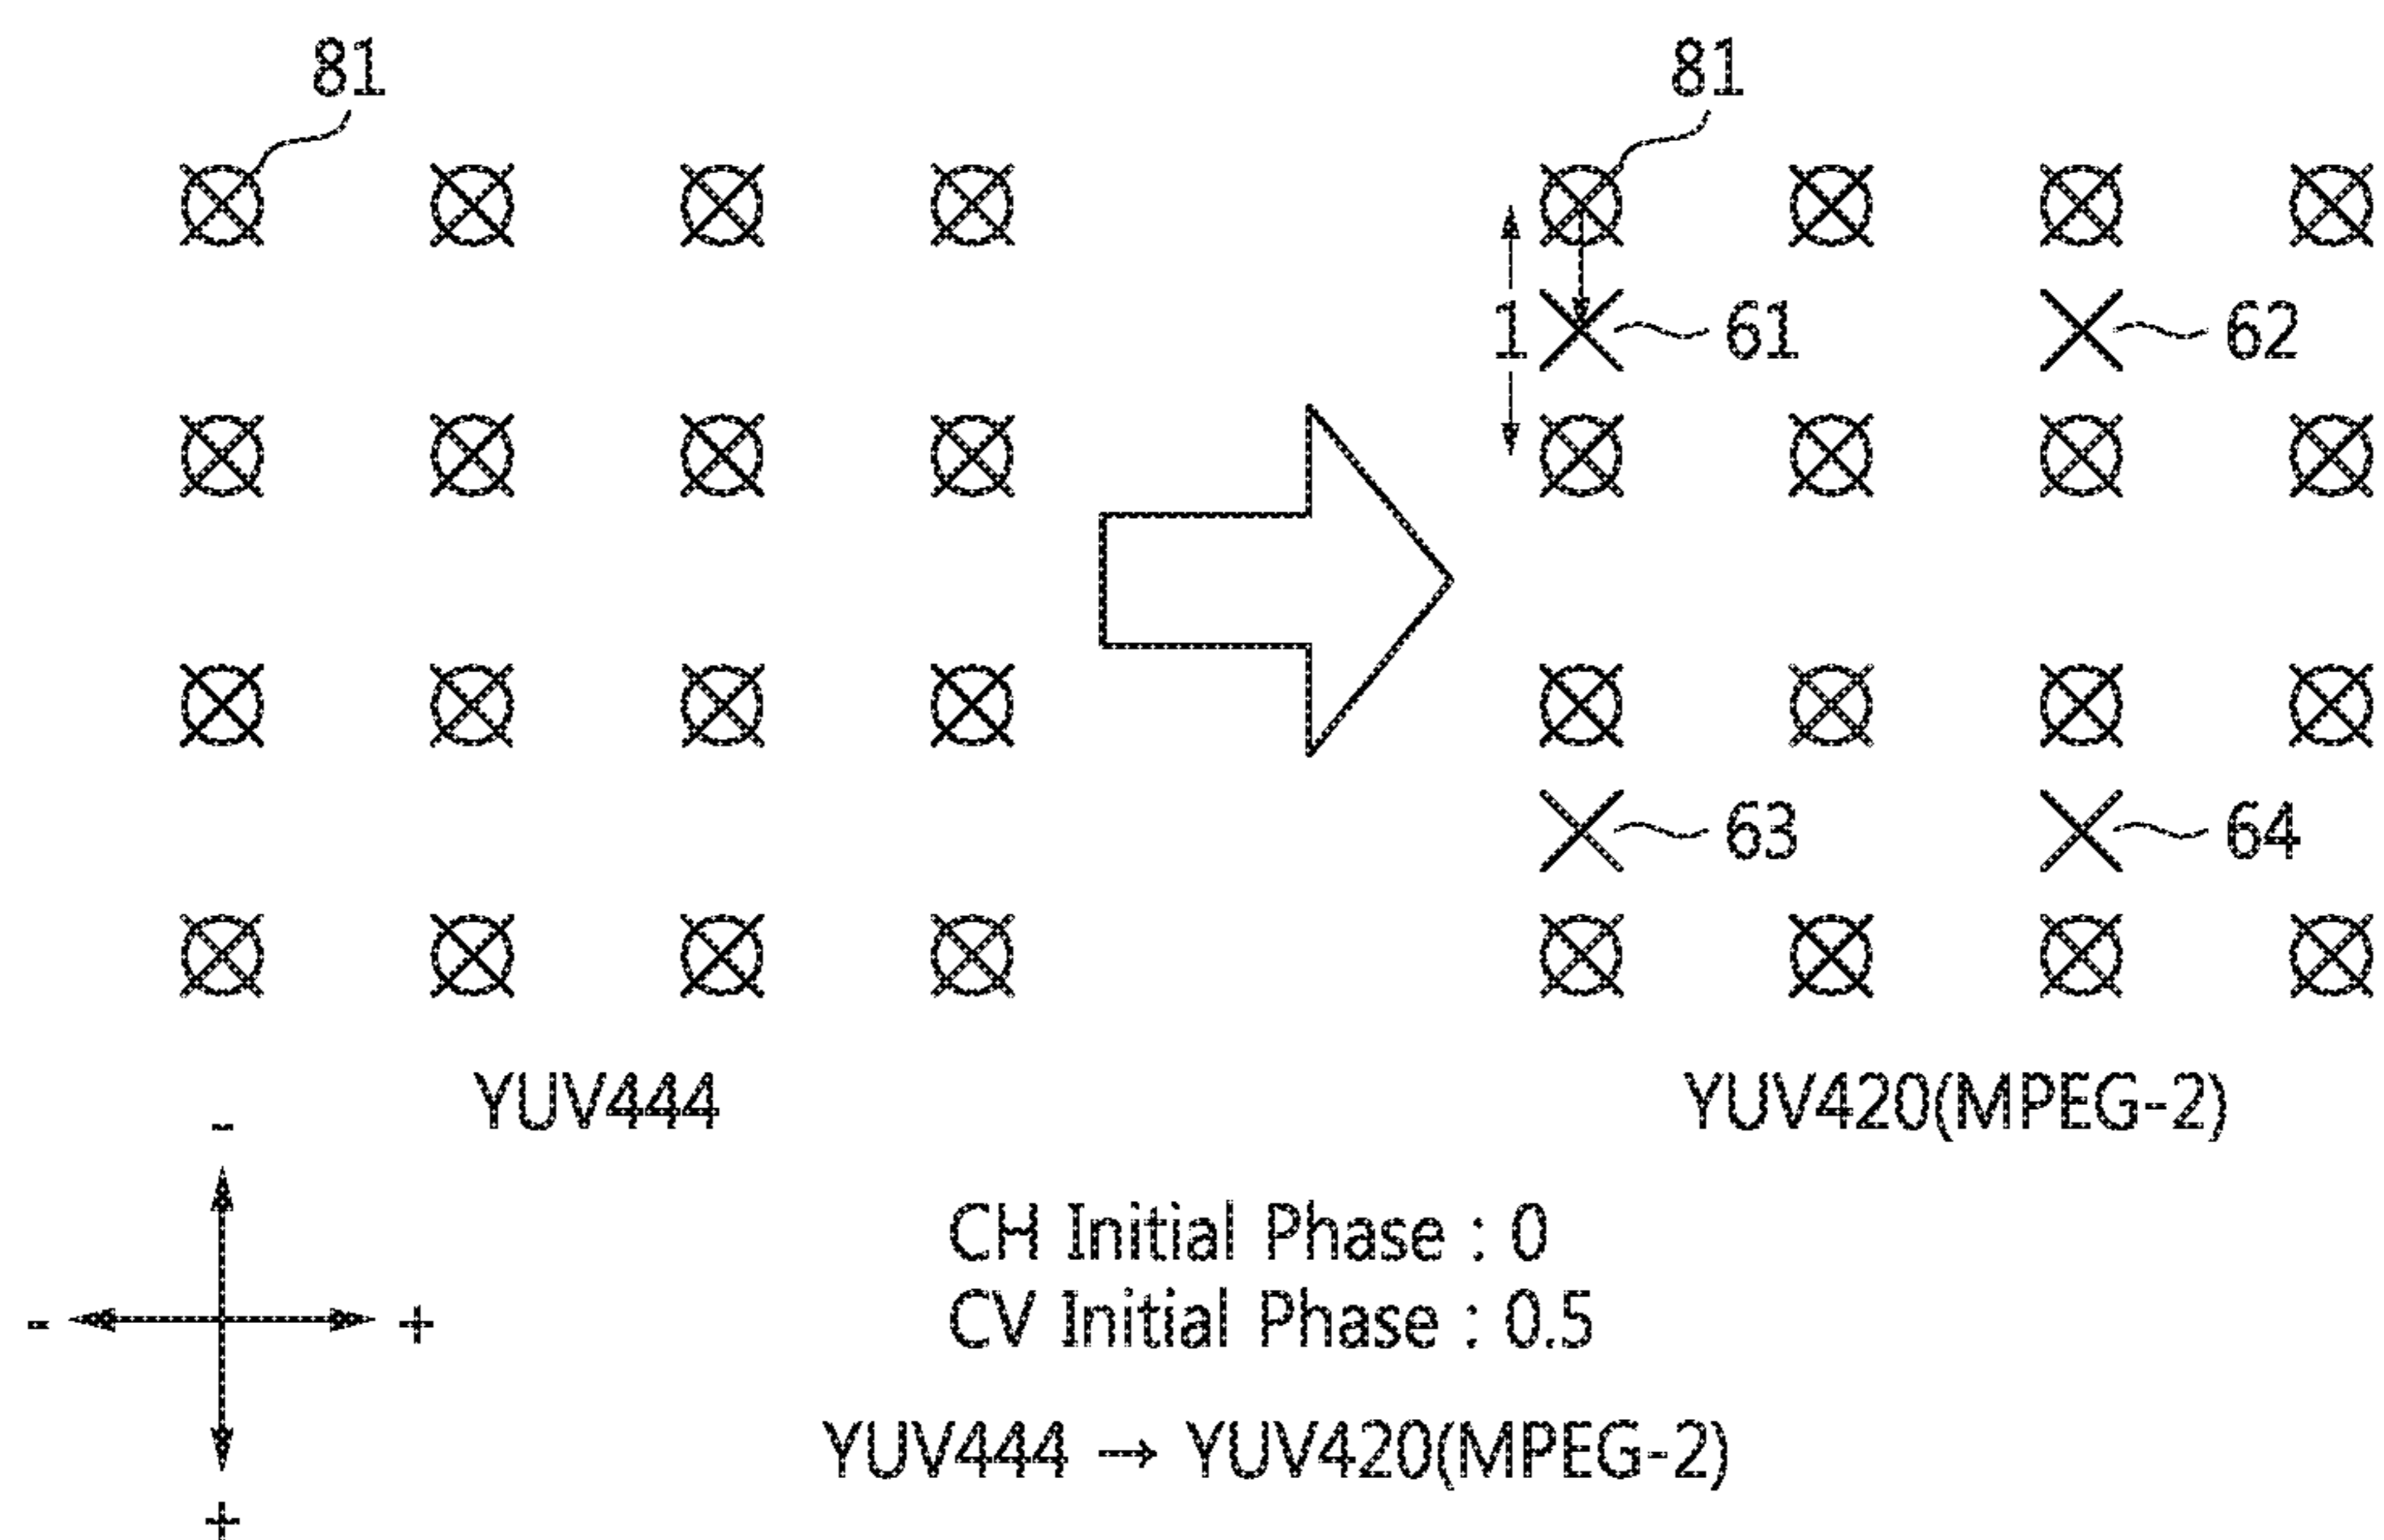 81
81
1
61
62
63
64
YUV444
YUV420(MPEG-2)
-
- +
+
CH Initial Phase : 0
CV Initial Phase : 0.5
YUV444 → YUV420(MPEG-2)